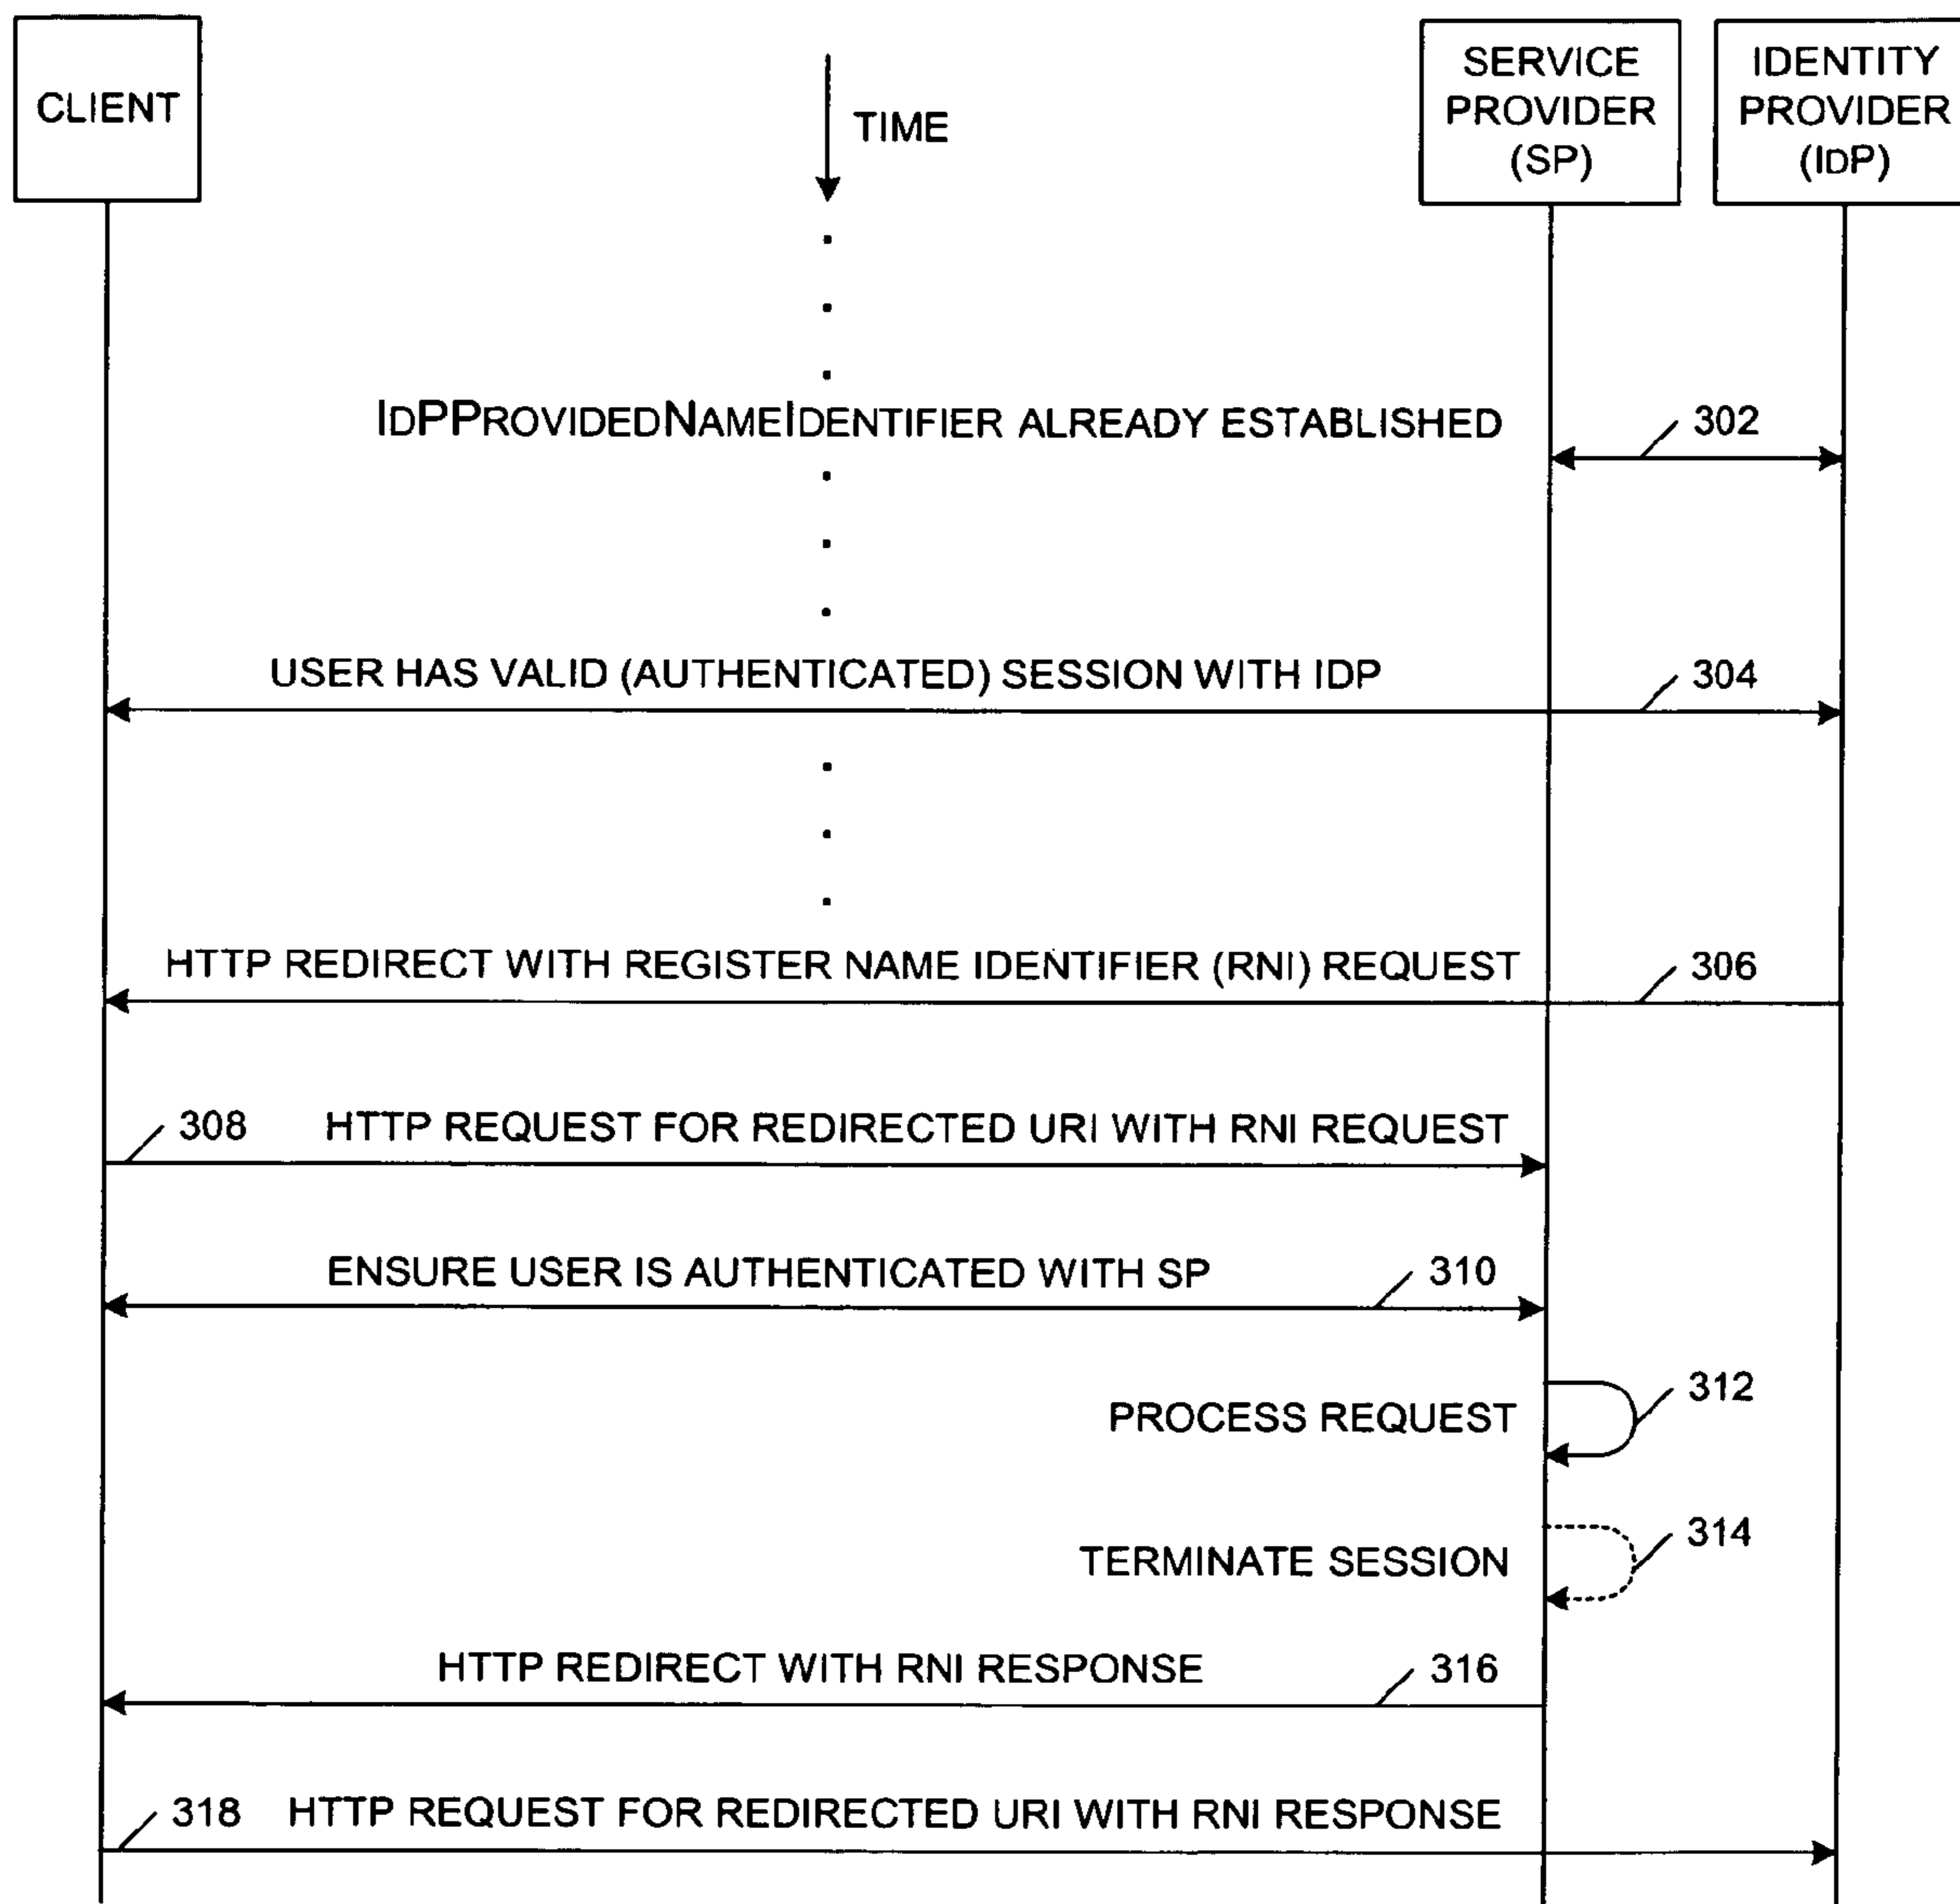 CLIENT
TIME
SERVICE
PROVIDER
(SP)
IDENTITY
PROVIDER
(IDP)
IDPPROVIDEDNAMEIDENTIFIER ALREADY ESTABLISHED
302
USER HAS VALID (AUTHENTICATED) SESSION WITH IDP
304
HTTP REDIRECT WITH REGISTER NAME IDENTIFIER (RNI) REQUEST
306
308
HTTP REQUEST FOR REDIRECTED URI WITH RNI REQUEST
ENSURE USER IS AUTHENTICATED WITH SP
310
PROCESS REQUEST
312
TERMINATE SESSION
314
HTTP REDIRECT WITH RNI RESPONSE
316
318
HTTP REQUEST FOR REDIRECTED URI WITH RNI RESPONSE